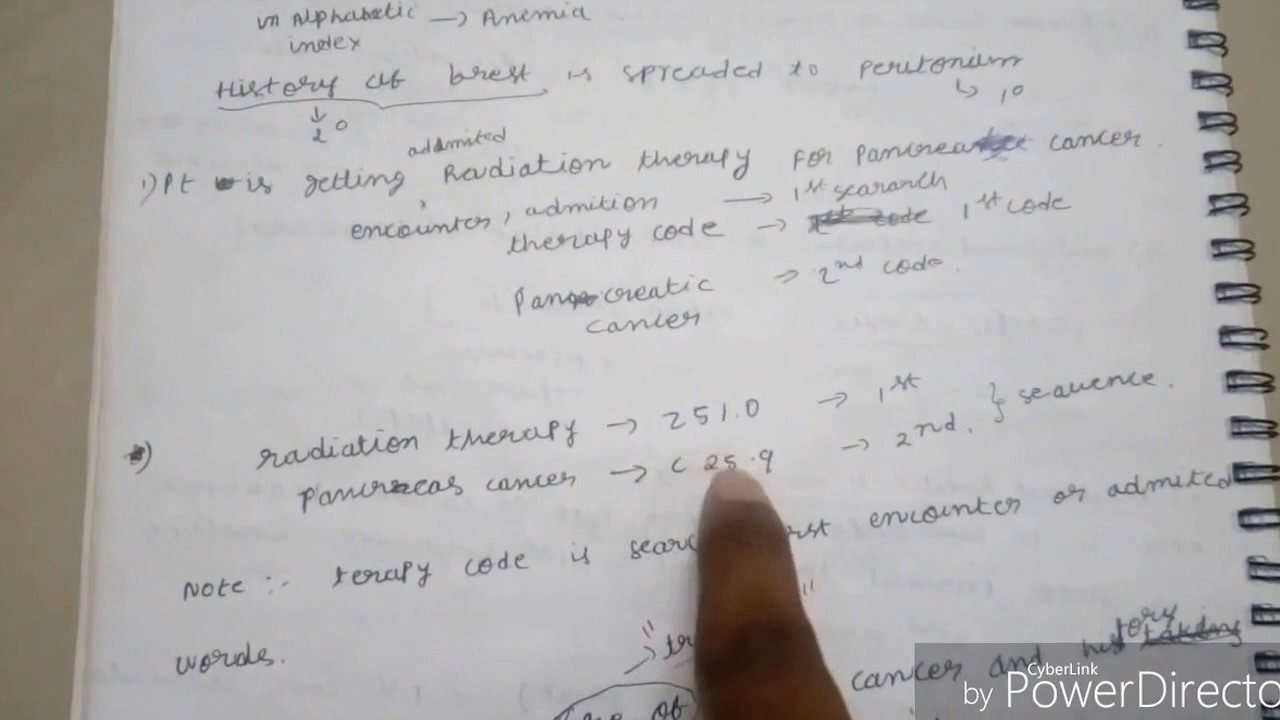 in Alphabetic → Anemia
index
History of brest is spreaded to peritonium
↓ 2° ↳ 1°
admited
1) Pt is getting Radiation therapy For pancrea cancer.
encounter, admition → 1st seararch
therapy code → 1st code
Pancreatic → 2nd code.
cancer
radiation therapy → Z51.0 → 1st } sequence.
pancreas cancer → C 25.9 → 2nd.
Note :- terapy code is encounter or admited
words.
cancer and history
of
CyberLink
by PowerDirecto